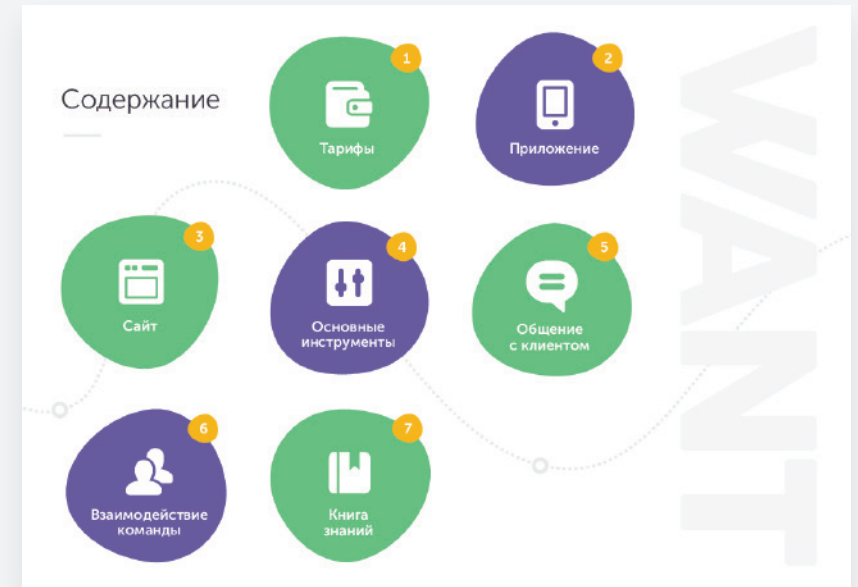 Содержание
1
Тарифы
2
Приложение
3
Сайт
4
Основные
инструменты
5
Общение
с клиентом
6
Взаимодействие
команды
7
Книга
знаний
WANT